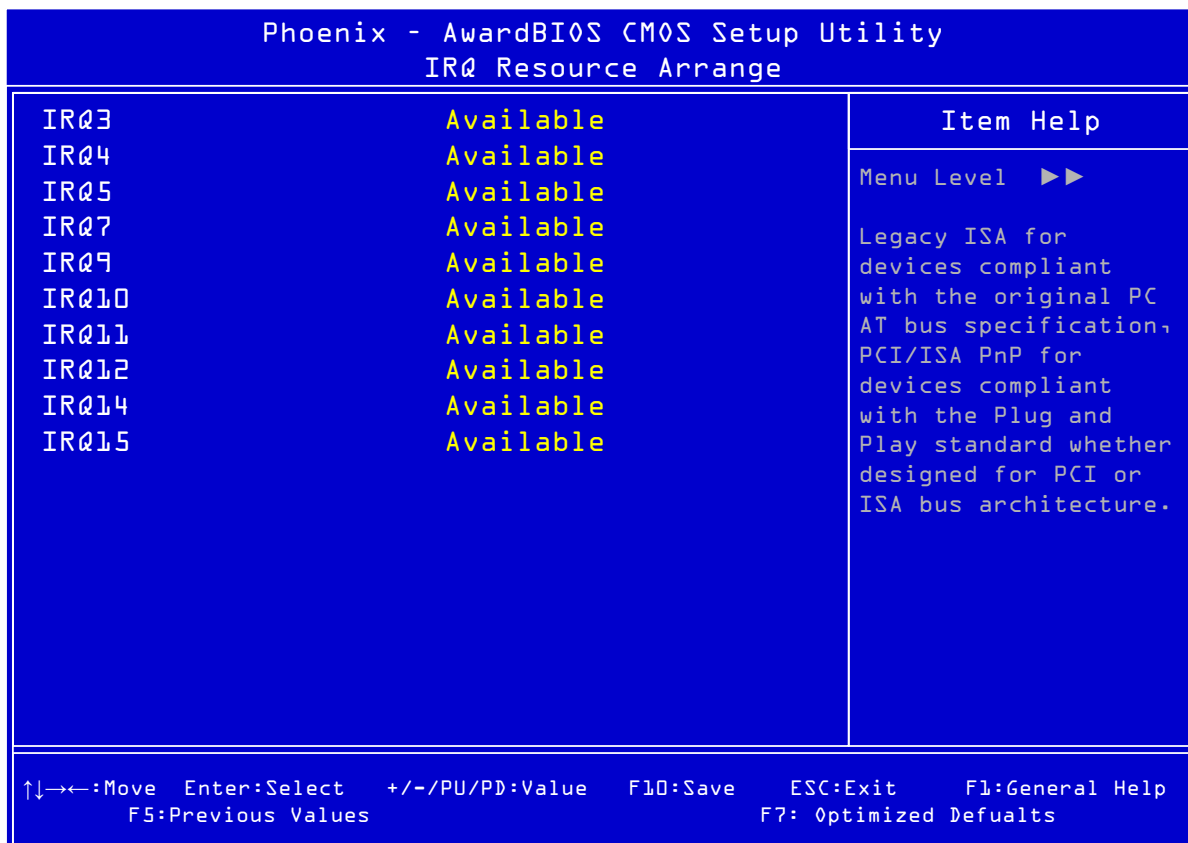 Phoenix - AwardBIOS CMOS Setup Utility
IRQ Resource Arrange
IRQ3 Available
IRQ4 Available
IRQ5 Available
IRQ7 Available
IRQ9 Available
IRQ10 Available
IRQ11 Available
IRQ12 Available
IRQ14 Available
IRQ15 Available
Item Help
Menu Level ►►
Legacy ISA for
devices compliant
with the original PC
AT bus specification,
PCI/ISA PnP for
devices compliant
with the Plug and
Play standard whether
designed for PCI or
ISA bus architecture.
↑↓→←:Move Enter:Select +/-/PU/PD:Value F10:Save ESC:Exit F1:General Help
F5:Previous Values F7: Optimized Defualts